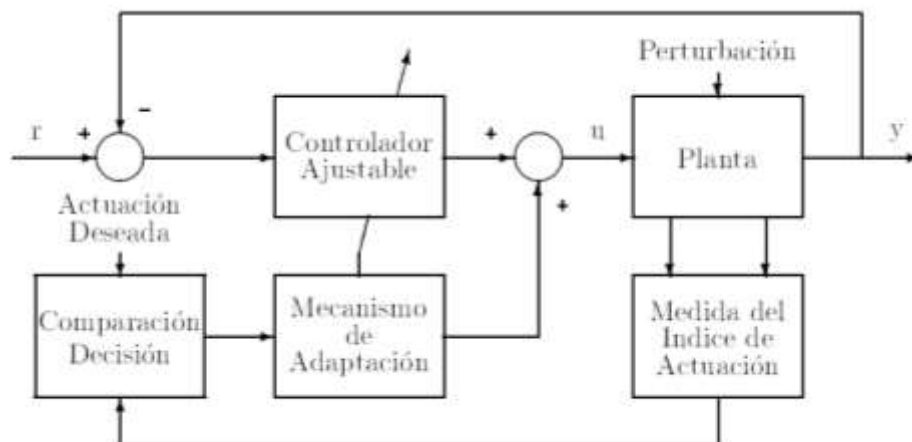 Perturbación
r
+
−
Controlador
Ajustable
+
u
Planta
y
+
Actuación
Deseada
Comparación
Decisión
Mecanismo
de
Adaptación
Medida del
Indice de
Actuación